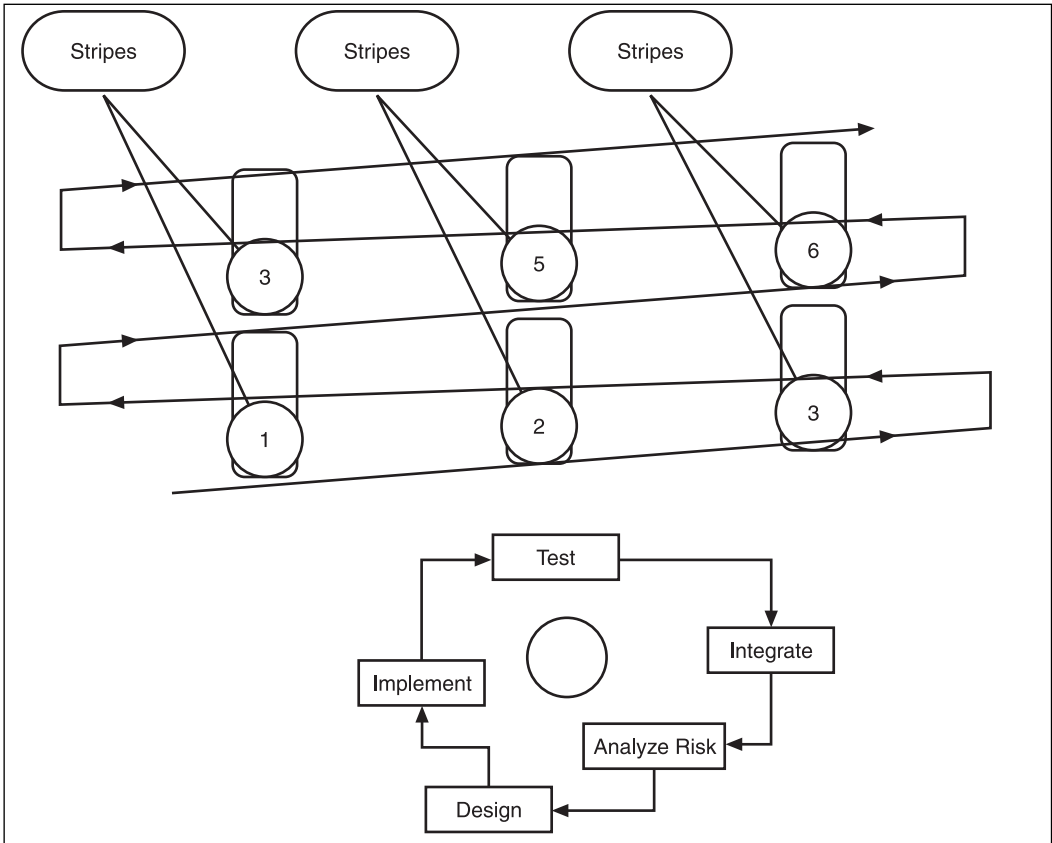 Stripes
Stripes
Stripes
3
5
6
1
2
3
Test
Integrate
Implement
Analyze Risk
Design